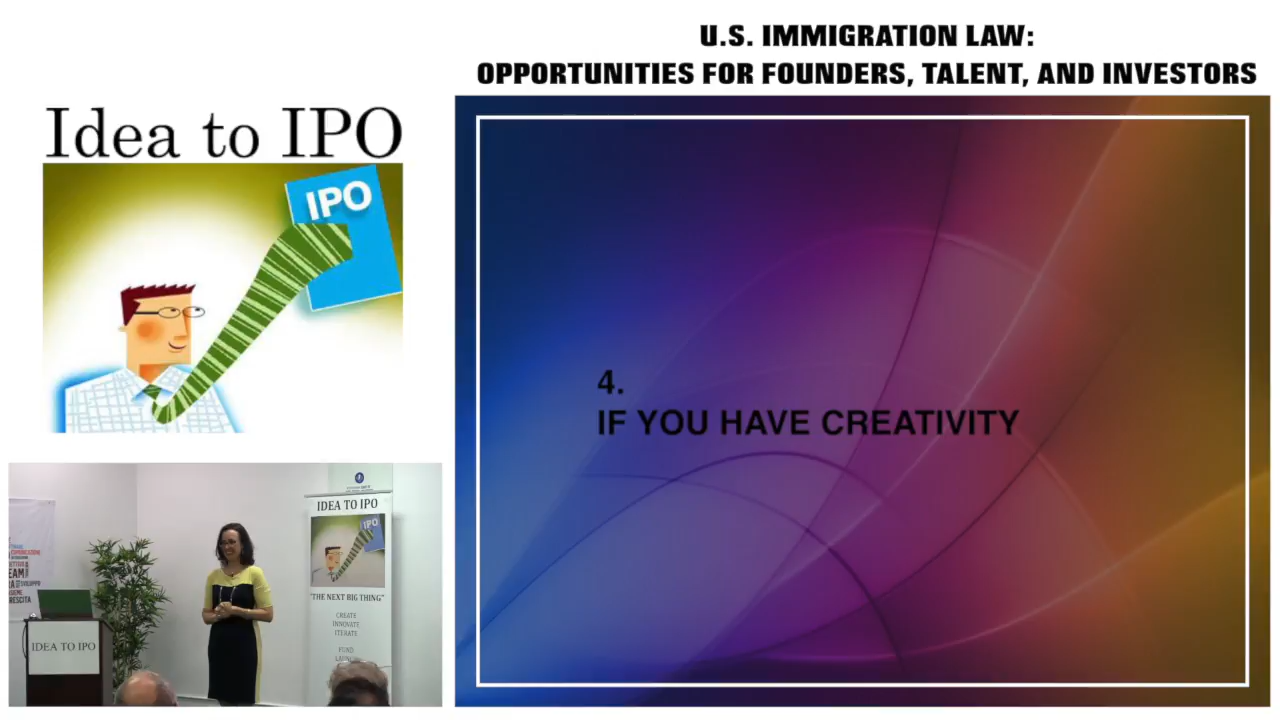 U.S. IMMIGRATION LAW:
OPPORTUNITIES FOR FOUNDERS, TALENT, AND INVESTORS
Idea to IPO
IPO
4.
IF YOU HAVE CREATIVITY
IDEA TO IPO
IPO
"THE NEXT BIG THING"
CREATE
INNOVATE
ITERATE
FUND
LAUNCH
IDEA TO IPO